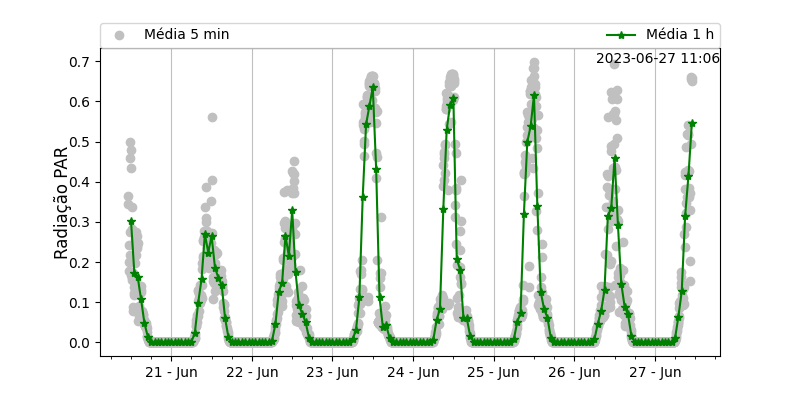 Média 5 min
Média 1 h
2023-06-27 11:06
Radiação PAR
0.7
0.6
0.5
0.4
0.3
0.2
0.1
0.0
21 - Jun
22 - Jun
23 - Jun
24 - Jun
25 - Jun
26 - Jun
27 - Jun